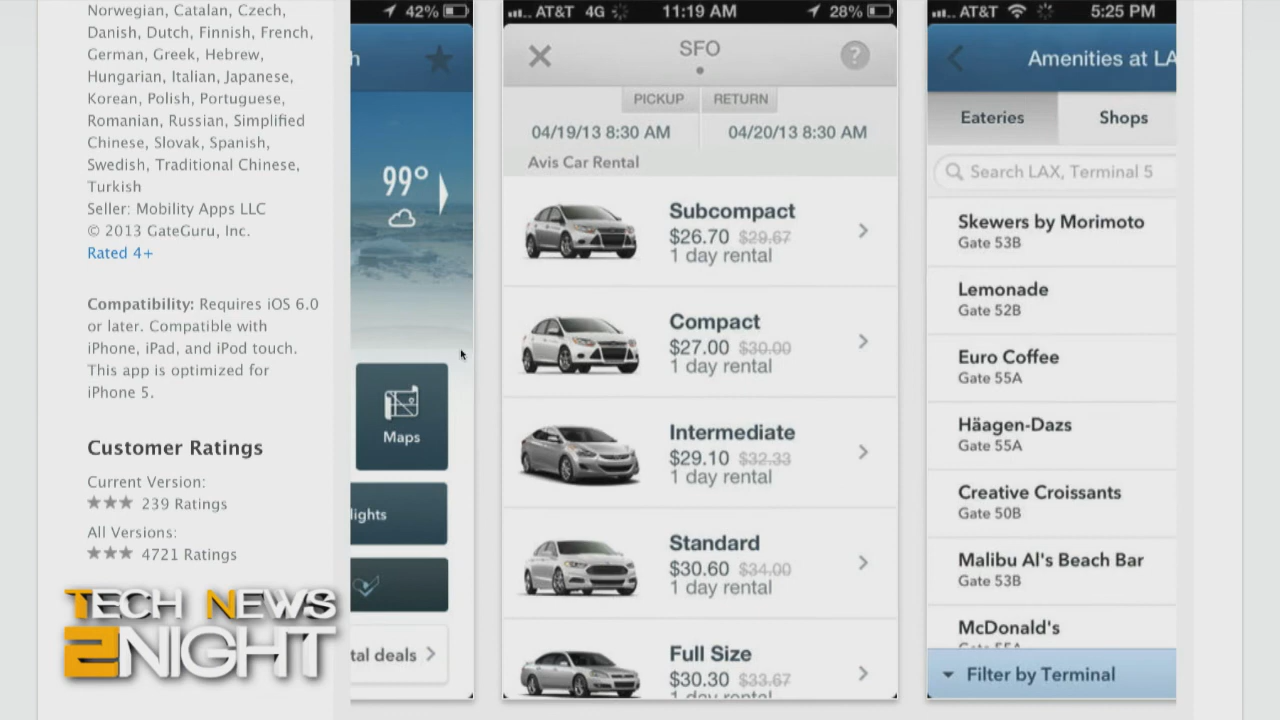 Norwegian, Catalan, Czech,
Danish, Dutch, Finnish, French,
German, Greek, Hebrew,
Hungarian, Italian, Japanese,
Korean, Polish, Portuguese,
Romanian, Russian, Simplified
Chinese, Slovak, Spanish,
Swedish, Traditional Chinese,
Turkish
Seller: Mobility Apps LLC
© 2013 GateGuru, Inc.
Rated 4+
Compatibility: Requires iOS 6.0
or later. Compatible with
iPhone, iPad, and iPod touch.
This app is optimized for
iPhone 5.
Customer Ratings
Current Version:
★★★ 239 Ratings
All Versions:
★★★ 4721 Ratings
TECH NEWS
2NIGHT
42%
h
99°
Maps
lights
tal deals
AT&T 4G 11:19 AM 28%
SFO
?
PICKUP RETURN
04/19/13 8:30 AM 04/20/13 8:30 AM
Avis Car Rental
Subcompact
$26.70 $29.67
1 day rental
Compact
$27.00 $30.00
1 day rental
Intermediate
$29.10 $32.33
1 day rental
Standard
$30.60 $34.00
1 day rental
Full Size
$30.30 $33.67
1 day rental
AT&T 5:25 PM
Amenities at LA
Eateries Shops
Search LAX, Terminal 5
Skewers by Morimoto
Gate 53B
Lemonade
Gate 52B
Euro Coffee
Gate 55A
Häagen-Dazs
Gate 55A
Creative Croissants
Gate 50B
Malibu Al's Beach Bar
Gate 53B
McDonald's
Gate 55A
Filter by Terminal